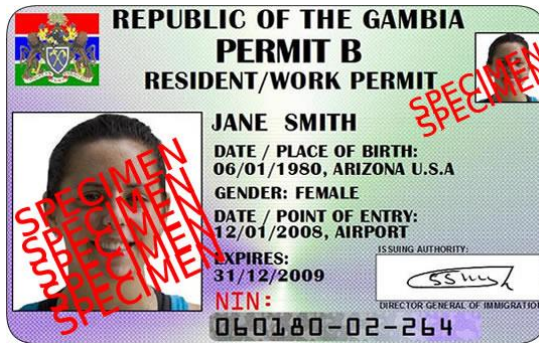 REPUBLIC OF THE GAMBIA
PERMIT B
RESIDENT/WORK PERMIT
SPECIMEN
SPECIMEN
JANE SMITH
DATE / PLACE OF BIRTH:
06/01/1980, ARIZONA U.S.A
GENDER: FEMALE
DATE / POINT OF ENTRY:
12/01/2008, AIRPORT
EXPIRES:
31/12/2009
SPECIMEN
SPECIMEN
SPECIMEN
SPECIMEN
SPECIMEN
ISSUING AUTHORITY:
DIRECTOR GENERAL OF IMMIGRATION
NIN:
060180-02-264